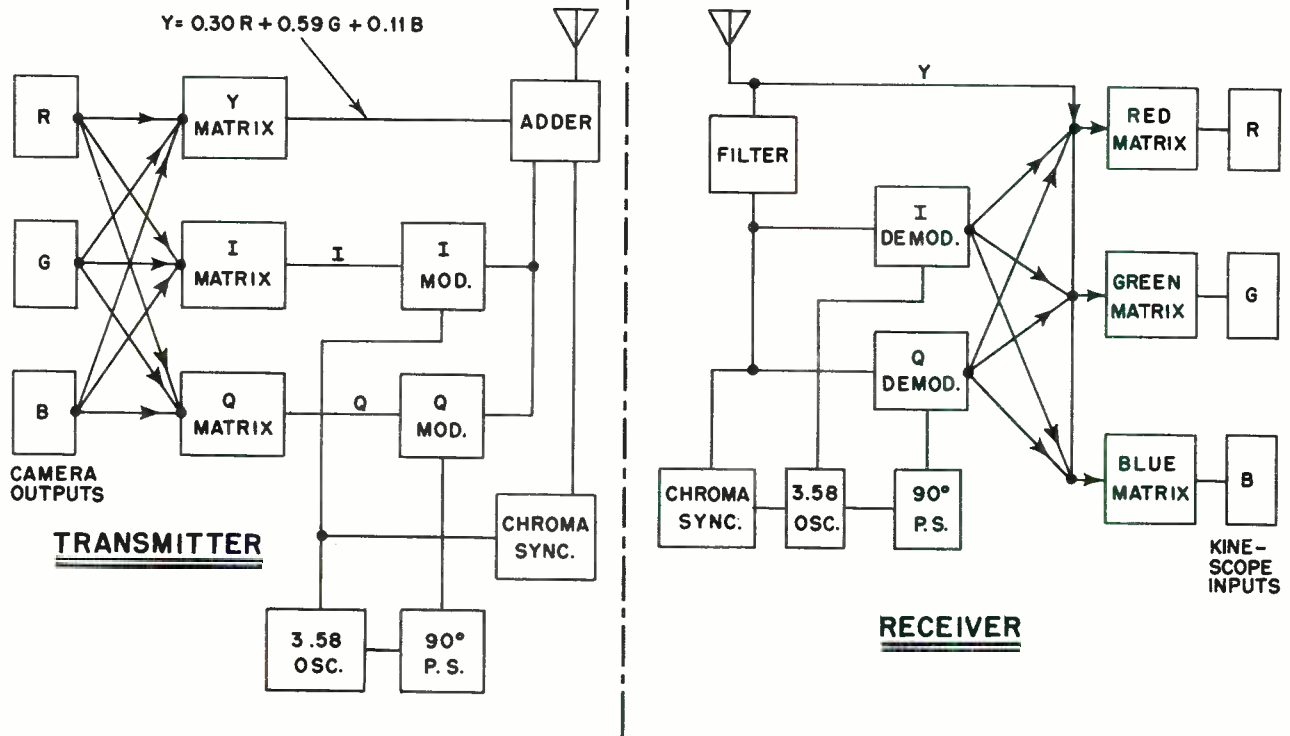 Y= 0.30 R + 0.59 G + 0.11 B
R
Y
MATRIX
ADDER
G
I
MATRIX
I
I
MOD.
B
Q
MATRIX
Q
Q
MOD.
CAMERA
OUTPUTS
TRANSMITTER
CHROMA
SYNC.
3.58
OSC.
90°
P.S.
Y
FILTER
RED
MATRIX
R
I
DEMOD.
GREEN
MATRIX
G
Q
DEMOD.
BLUE
MATRIX
B
CHROMA
SYNC.
3.58
OSC.
90°
P.S.
KINE-
SCOPE
INPUTS
RECEIVER